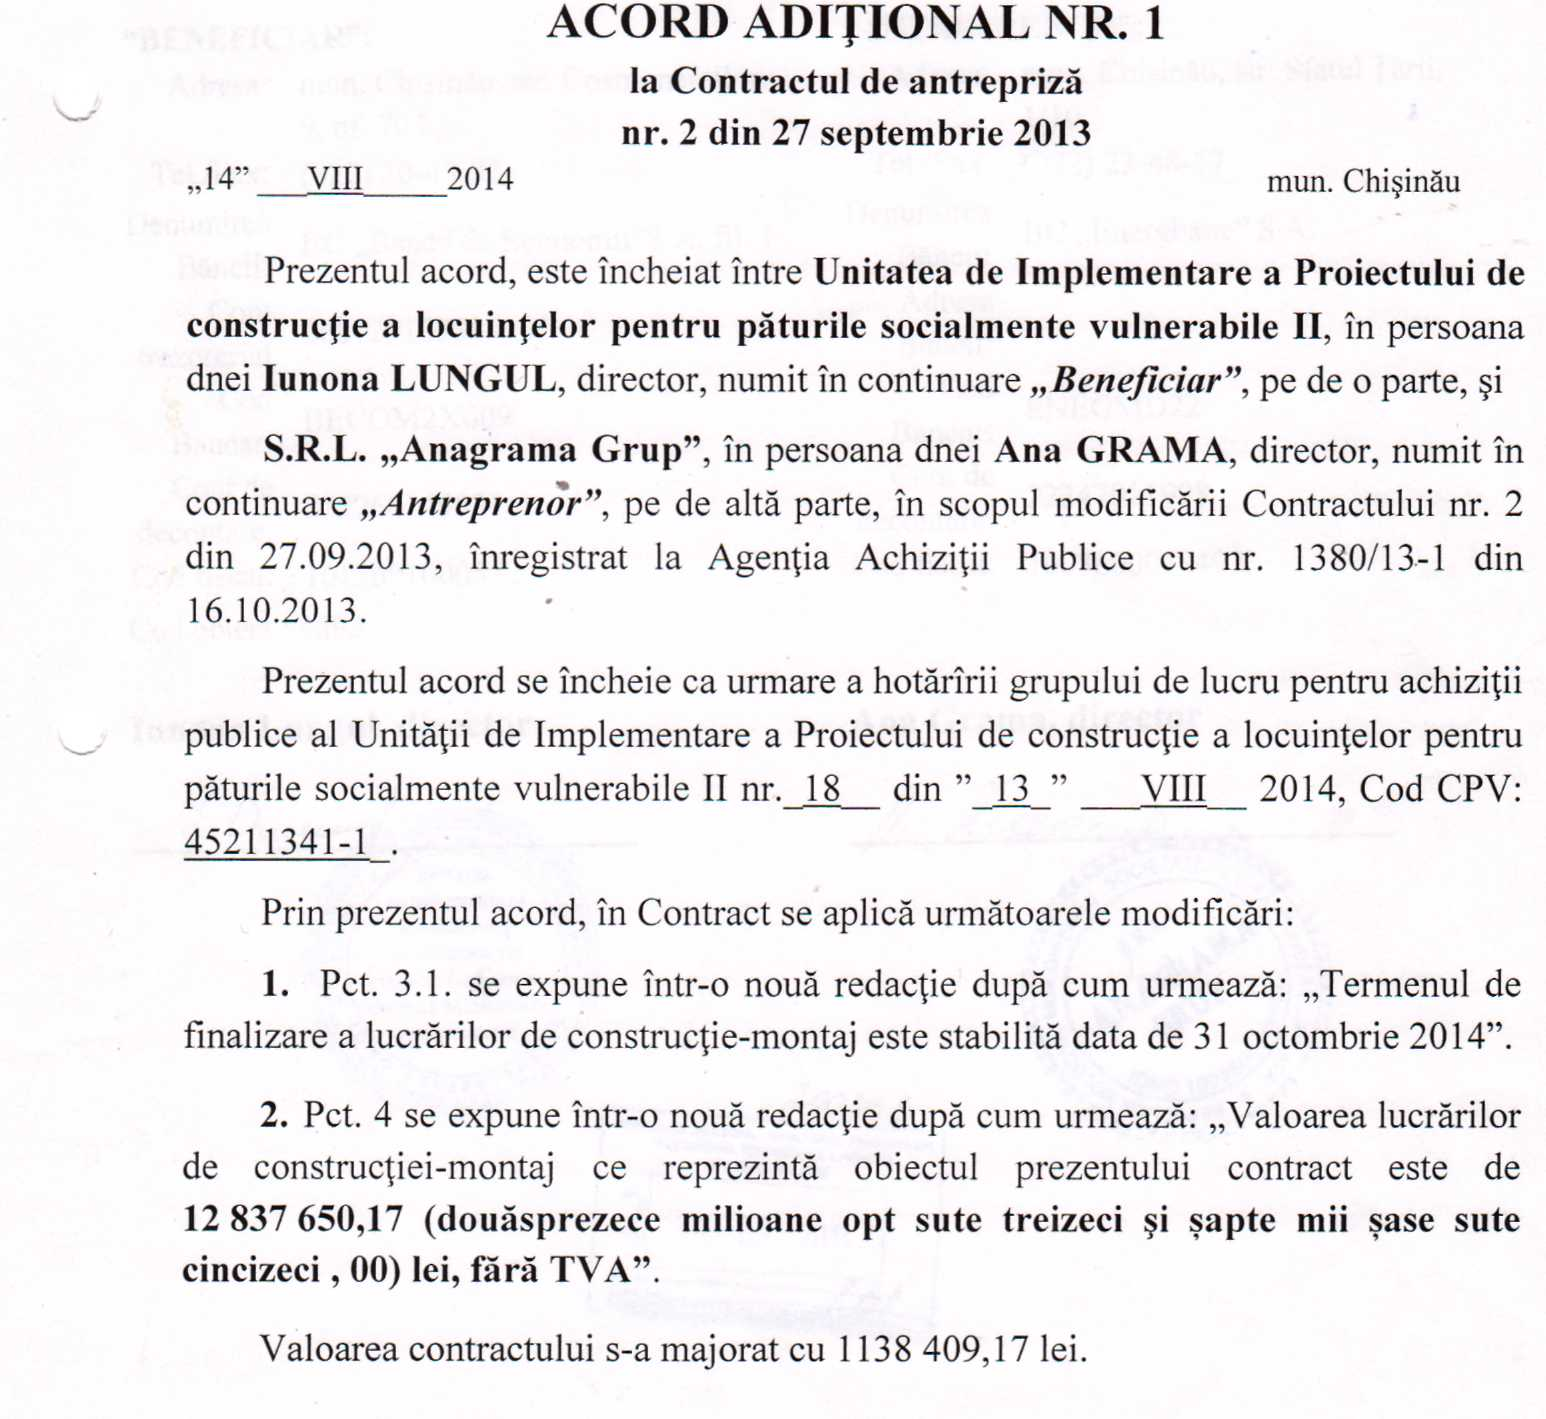 ACORD ADIŢIONAL NR. 1
la Contractul de antrepriză
nr. 2 din 27 septembrie 2013
„14” ___VIII_____2014 mun. Chişinău
Prezentul acord, este încheiat între Unitatea de Implementare a Proiectului de
construcţie a locuinţelor pentru păturile socialmente vulnerabile II, în persoana
dnei Iunona LUNGUL, director, numit în continuare „Beneficiar”, pe de o parte, şi
S.R.L. „Anagrama Grup”, în persoana dnei Ana GRAMA, director, numit în
continuare „Antreprenor”, pe de altă parte, în scopul modificării Contractului nr. 2
din 27.09.2013, înregistrat la Agenţia Achiziţii Publice cu nr. 1380/13-1 din
16.10.2013.
Prezentul acord se încheie ca urmare a hotărîrii grupului de lucru pentru achiziţii
publice al Unităţii de Implementare a Proiectului de construcţie a locuinţelor pentru
păturile socialmente vulnerabile II nr._18__ din ”_13_” ___VIII__ 2014, Cod CPV:
45211341-1_.
Prin prezentul acord, în Contract se aplică următoarele modificări:
1. Pct. 3.1. se expune într-o nouă redacţie după cum urmează: „Termenul de
finalizare a lucrărilor de construcţie-montaj este stabilită data de 31 octombrie 2014”.
2. Pct. 4 se expune într-o nouă redacţie după cum urmează: „Valoarea lucrărilor
de construcţiei-montaj ce reprezintă obiectul prezentului contract este de
12 837 650,17 (douăsprezece milioane opt sute treizeci şi șapte mii șase sute
cincizeci , 00) lei, fără TVA”.
Valoarea contractului s-a majorat cu 1138 409,17 lei.